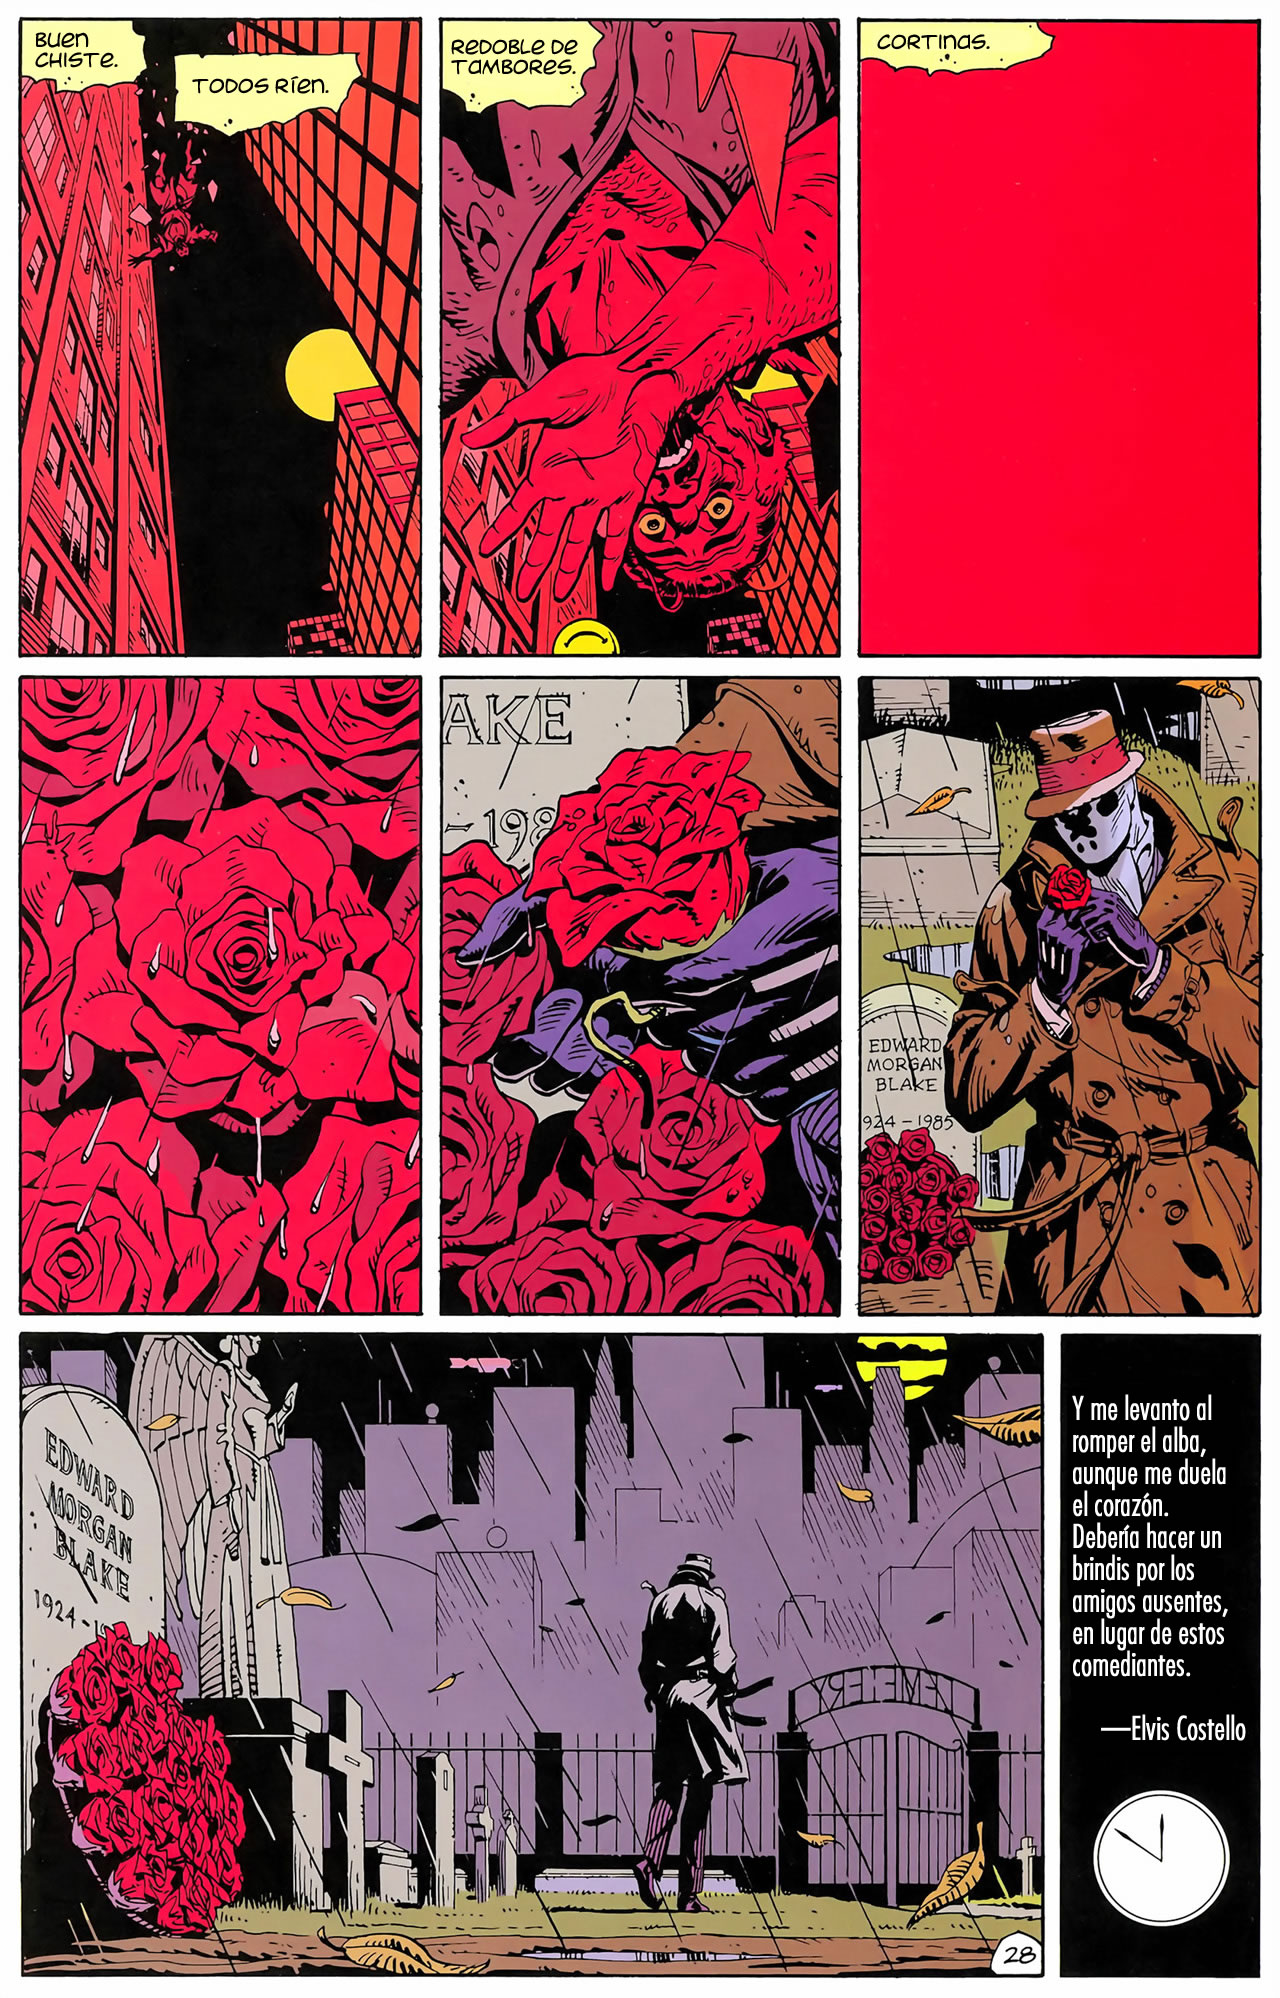 BUEN
CHISTE.
TODOS RÍEN.
REDOBLE DE
TAMBORES.
CORTINAS.
AKE
- 198
EDWARD
MORGAN
BLAKE
924 – 1985
EDWARD
MORGAN
BLAKE
1924 -
28
Y me levanto al
romper el alba,
aunque me duela
el corazón.
Debería hacer un
brindis por los
amigos ausentes,
en lugar de estos
comediantes.
—Elvis Costello